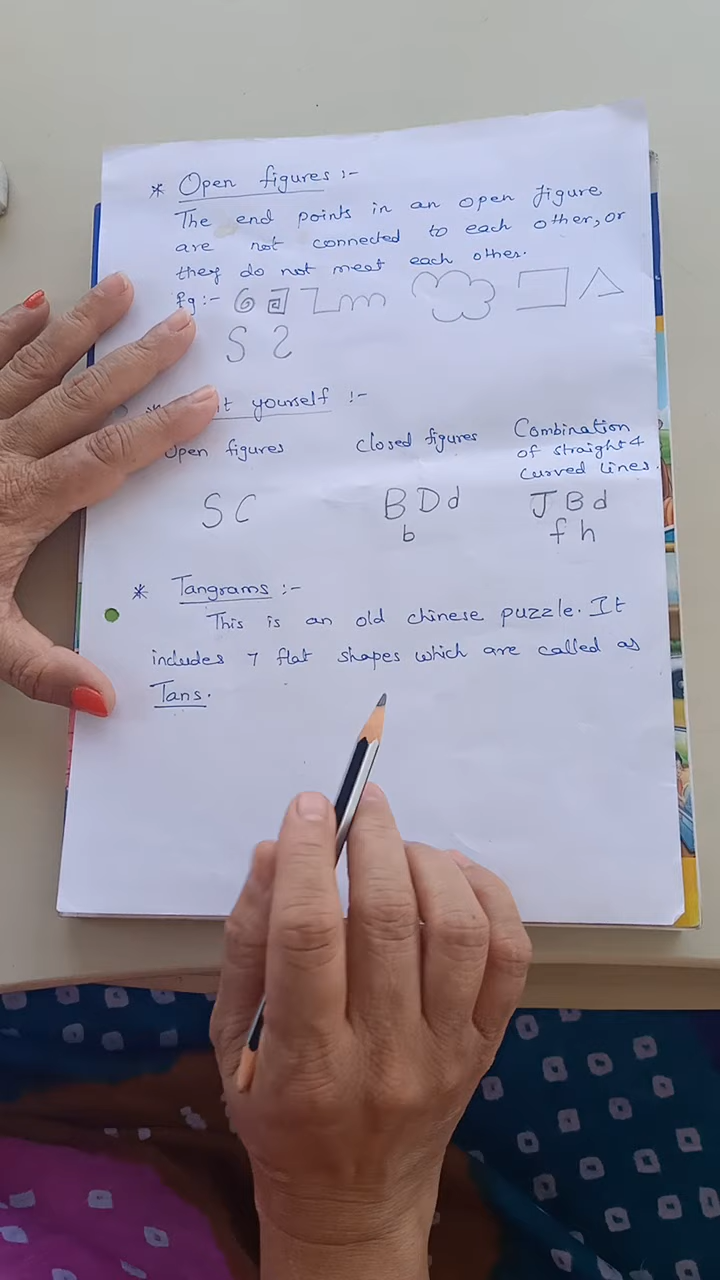 * Open figures :-
The end points in an open figure
are not connected to each other, or
they do not meet each other.
Eg :-
S 2
it yourself :-
Open figures
Closed figures
Combination
of straight &
curved lines.
S C
B D d
b
J B d
f h
* Tangrams :-
This is an old chinese puzzle. It
includes 7 flat shapes which are called as
Tans.